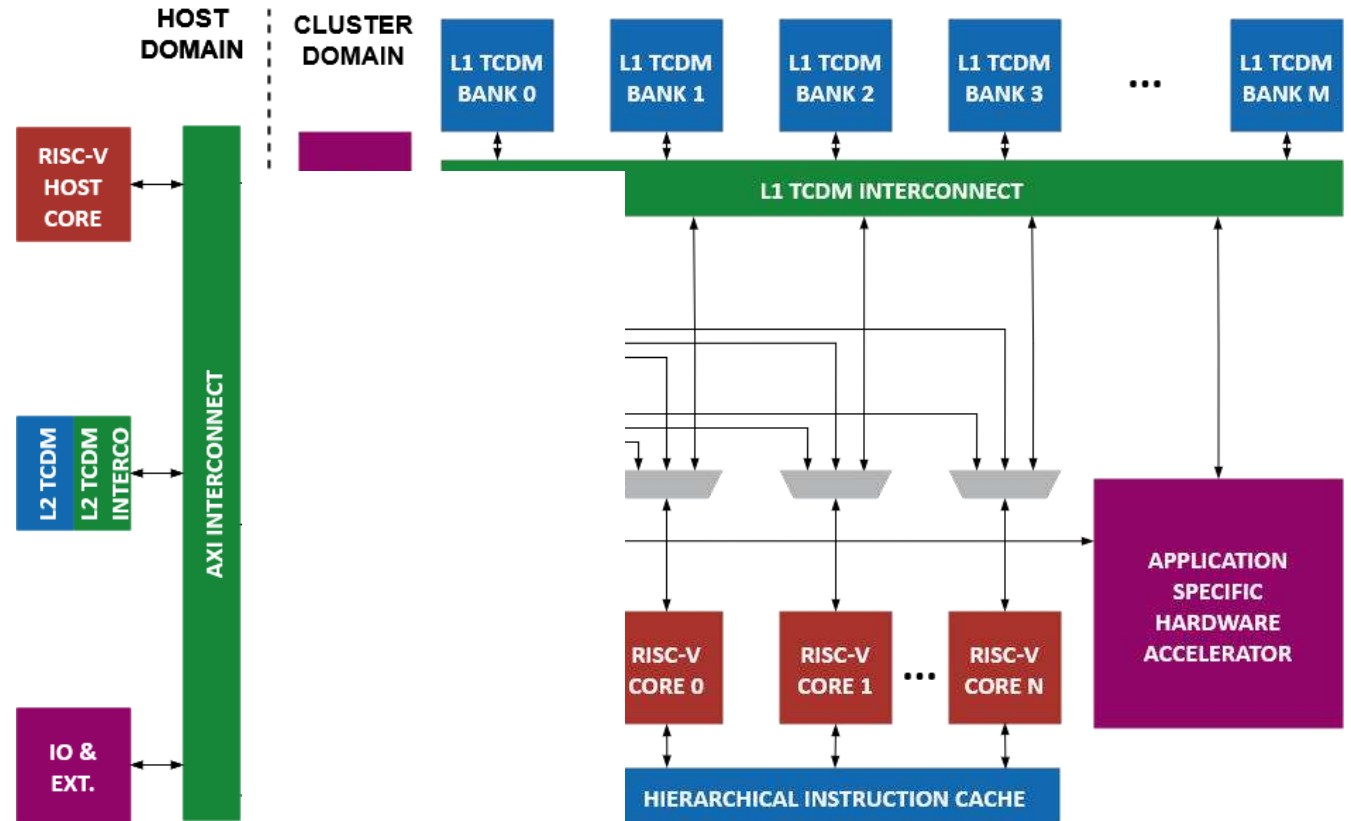 HOST
DOMAIN
CLUSTER
DOMAIN
L1 TCDM
BANK 0
L1 TCDM
BANK 1
L1 TCDM
BANK 2
L1 TCDM
BANK 3
...
L1 TCDM
BANK M
L1 TCDM INTERCONNECT
RISC-V
HOST
CORE
AXI INTERCONNECT
L2 TCDM
L2 TCDM
INTERCO
IO &
EXT.
APPLICATION
SPECIFIC
HARDWARE
ACCELERATOR
RISC-V
CORE 0
RISC-V
CORE 1
...
RISC-V
CORE N
HIERARCHICAL INSTRUCTION CACHE